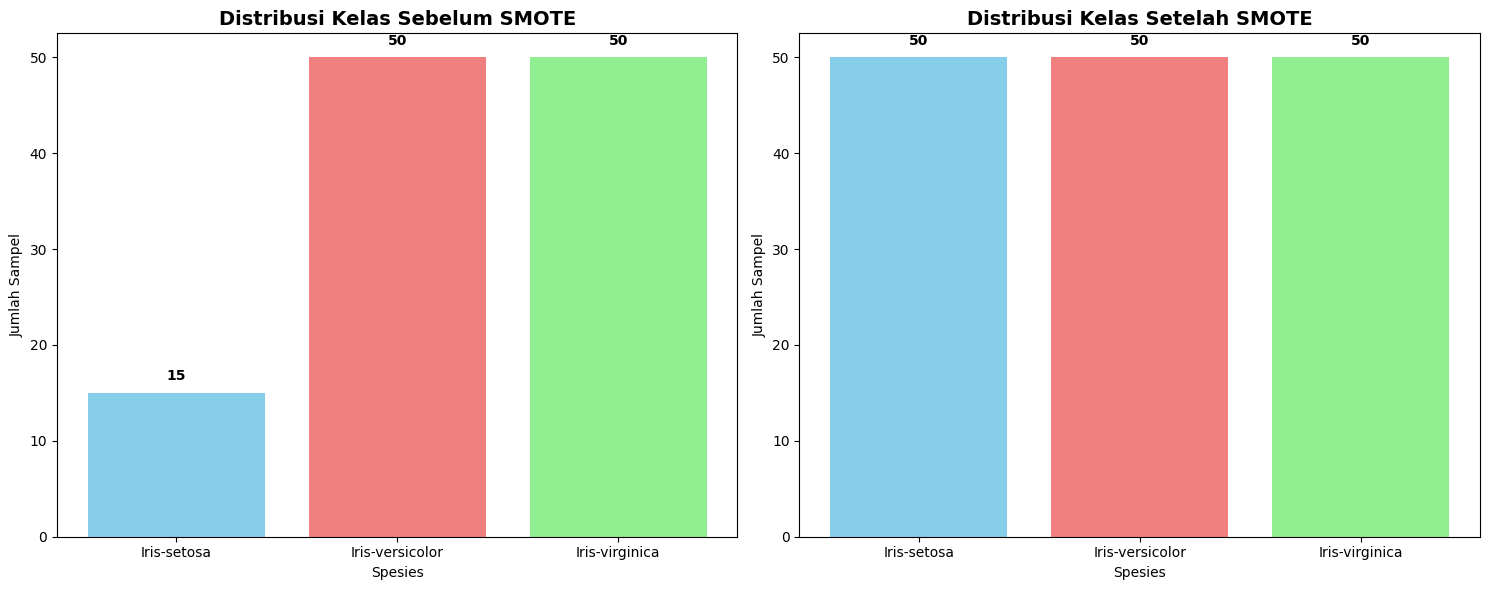 Distribusi Kelas Sebelum SMOTE
50
50
50
40
30
20
10
0
15
Jumlah Sampel
Iris-setosa
Iris-versicolor
Iris-virginica
Spesies
Distribusi Kelas Setelah SMOTE
50
50
50
50
40
30
20
10
0
Jumlah Sampel
Iris-setosa
Iris-versicolor
Iris-virginica
Spesies